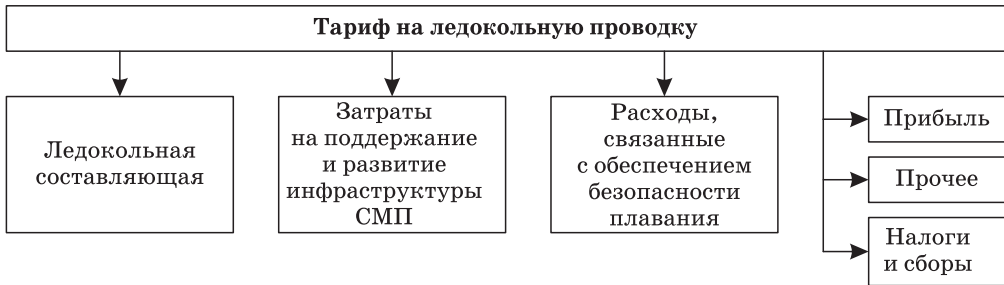 Тариф на ледокольную проводку
Ледокольная
составляющая
Затраты
на поддержание
и развитие
инфраструктуры
СМП
Расходы,
связанные
с обеспечением
безопасности
плавания
Прибыль
Прочее
Налоги
и сборы